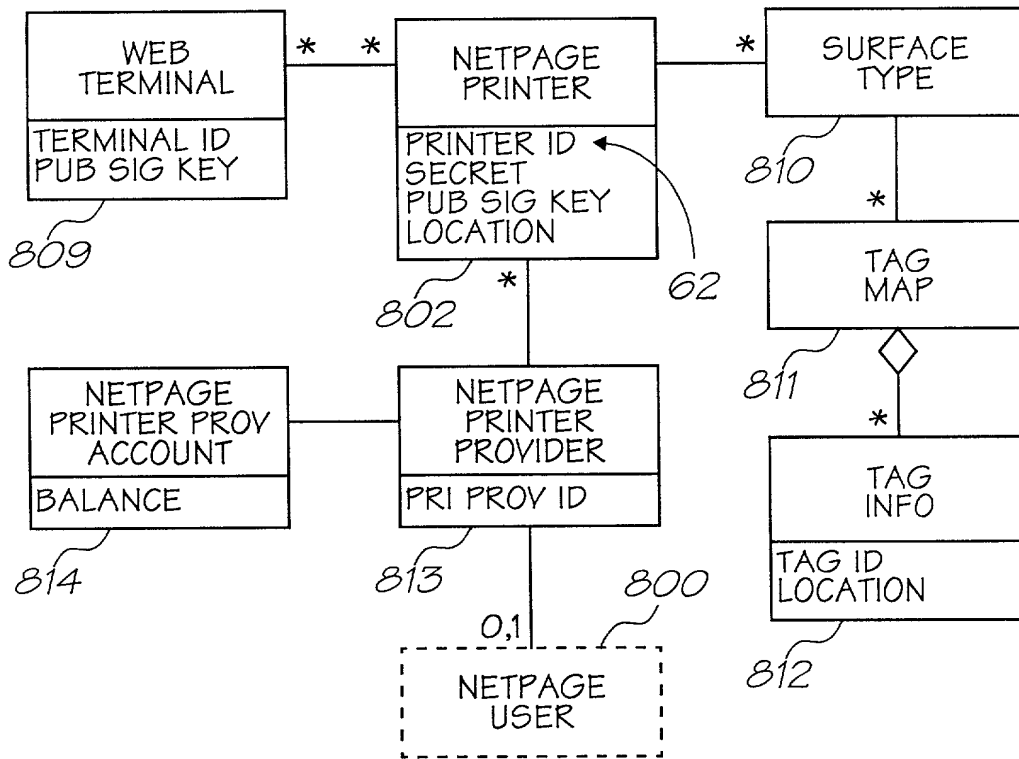 WEB
TERMINAL
TERMINAL ID
PUB SIG KEY
809
* *
NETPAGE
PRINTER
PRINTER ID
SECRET
PUB SIG KEY
LOCATION
802
62
*
*
SURFACE
TYPE
810
*
TAG
MAP
811
*
TAG
INFO
TAG ID
LOCATION
812
NETPAGE
PRINTER PROV
ACCOUNT
BALANCE
814
NETPAGE
PRINTER
PROVIDER
PRI PROV ID
813
800
0,1
NETPAGE
USER